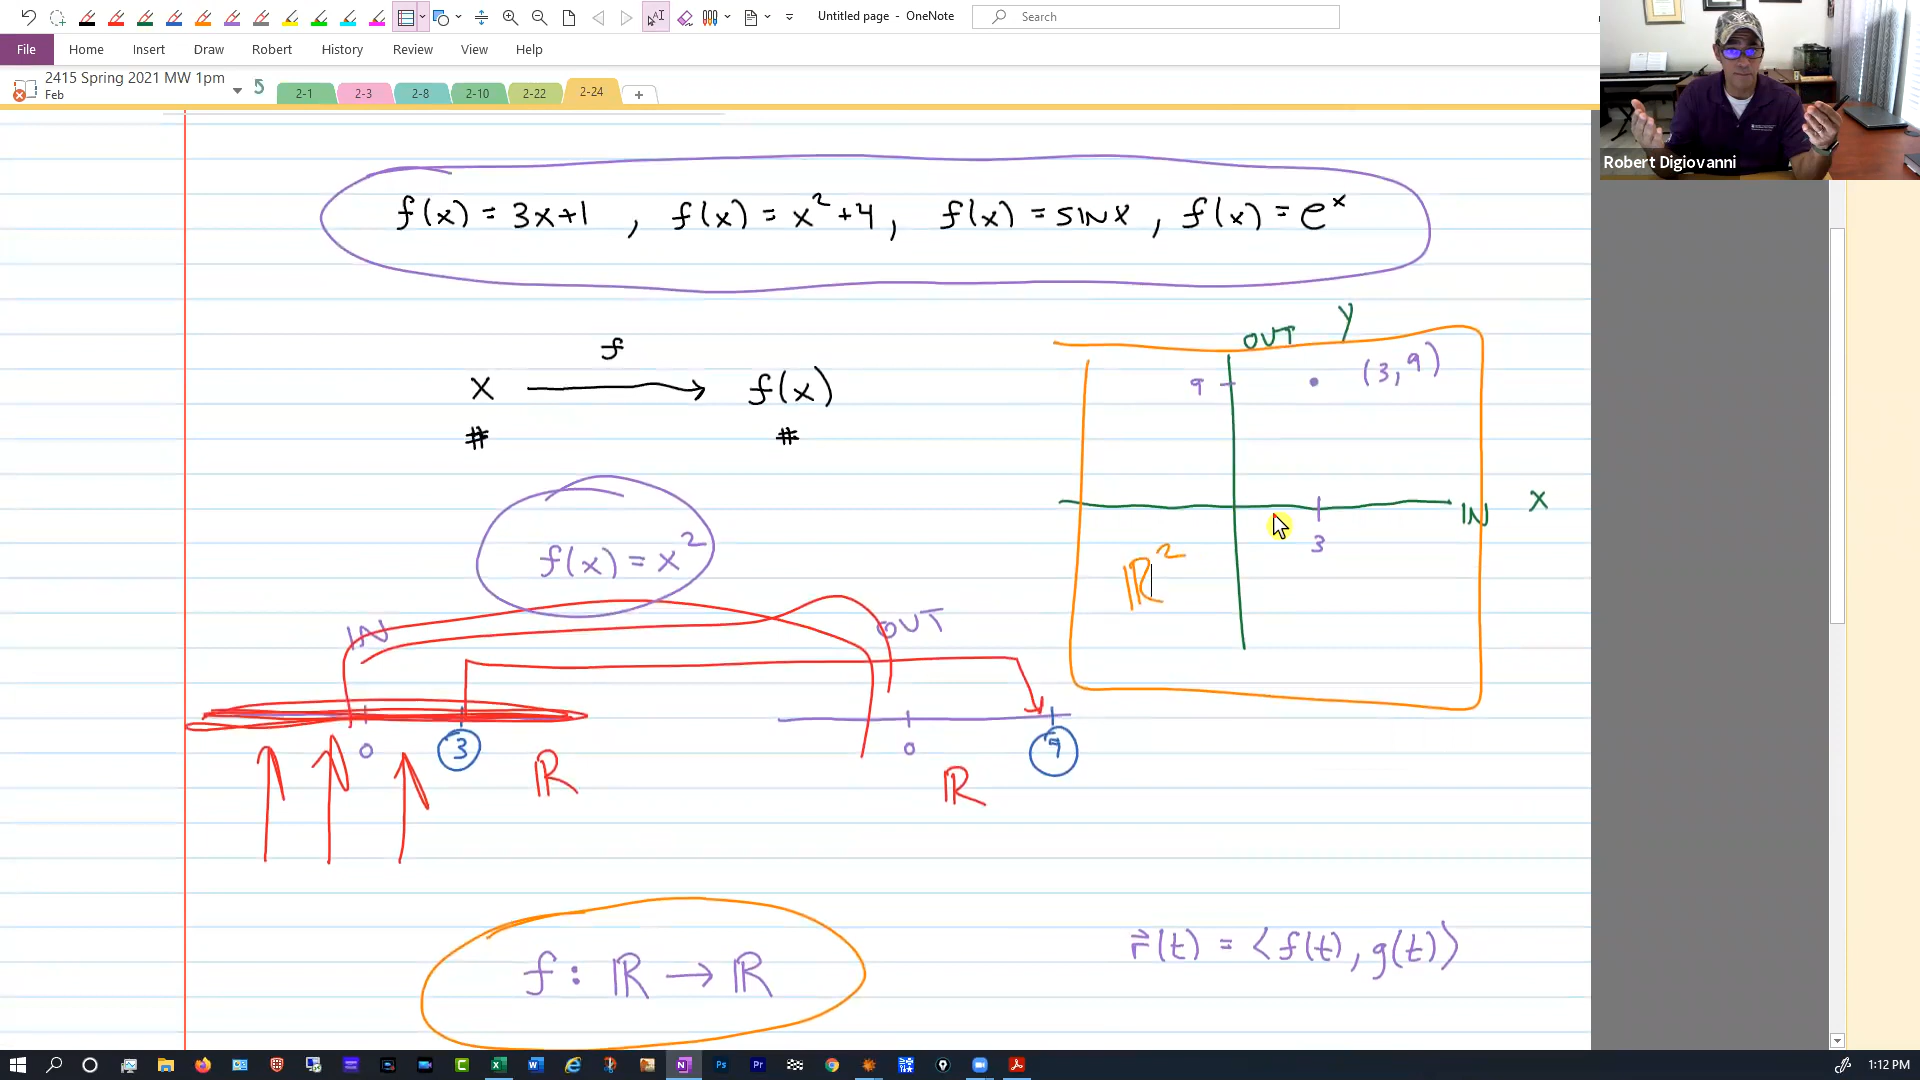 Untitled page - OneNote
Search
File Home Insert Draw Robert History Review View Help
2415 Spring 2021 MW 1pm
Feb
2-1 2-3 2-8 2-10 2-22 2-24
Robert Digiovanni
f(x) = 3x+1 , f(x) = x² +4, f(x) = SIN x , f(x) = e^x
OUT y
f
9 (3, 9)
x → f(x)
# #
IN x
3
f(x) = x²
ℝ²
IN OUT
0 3 0 9
ℝ ℝ
r⃗(t) = ⟨f(t), g(t)⟩
f : ℝ → ℝ
1:12 PM